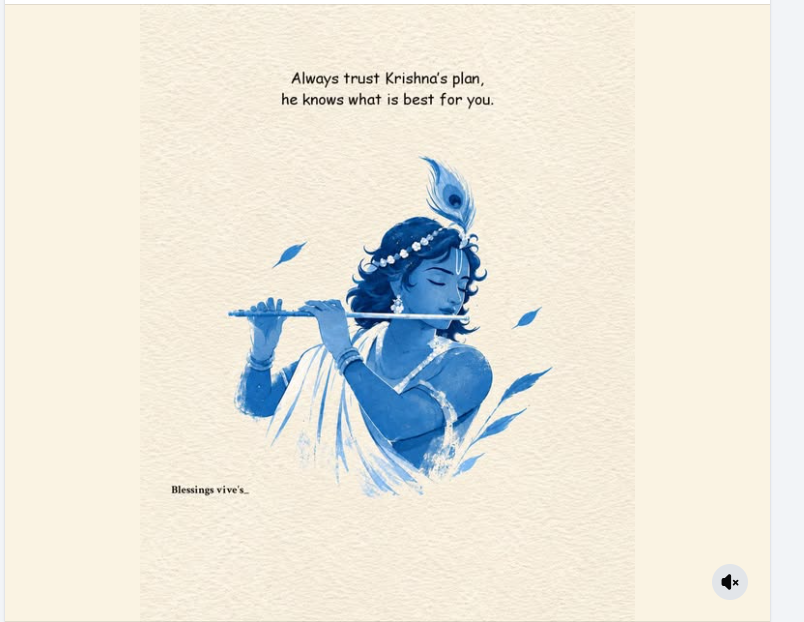 Always trust Krishna's plan,
he knows what is best for you.
Blessings vive's_